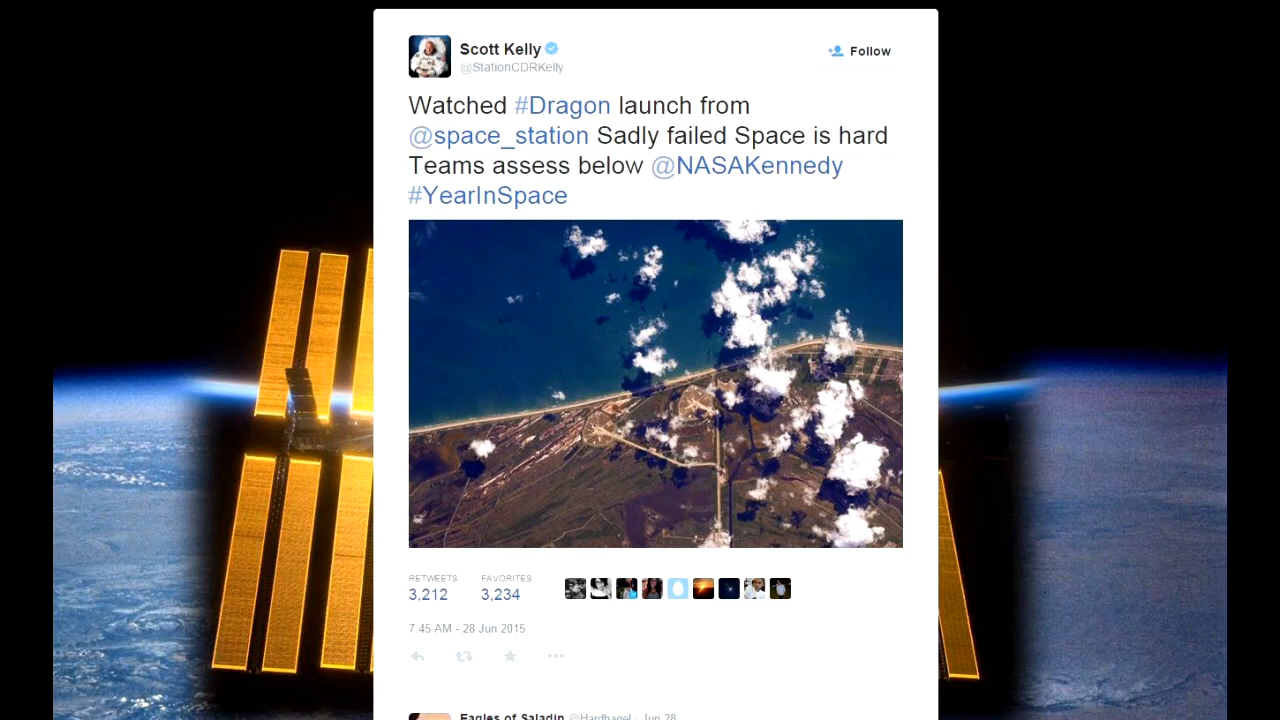 Scott Kelly
Follow
@StationCDRKelly
Watched #Dragon launch from
@space_station Sadly failed Space is hard
Teams assess below @NASAKennedy
#YearInSpace
RETWEETS FAVORITES
3,212 3,234
7:45 AM - 28 Jun 2015
Eagles of Saladin @Hardhagel · Jun 28